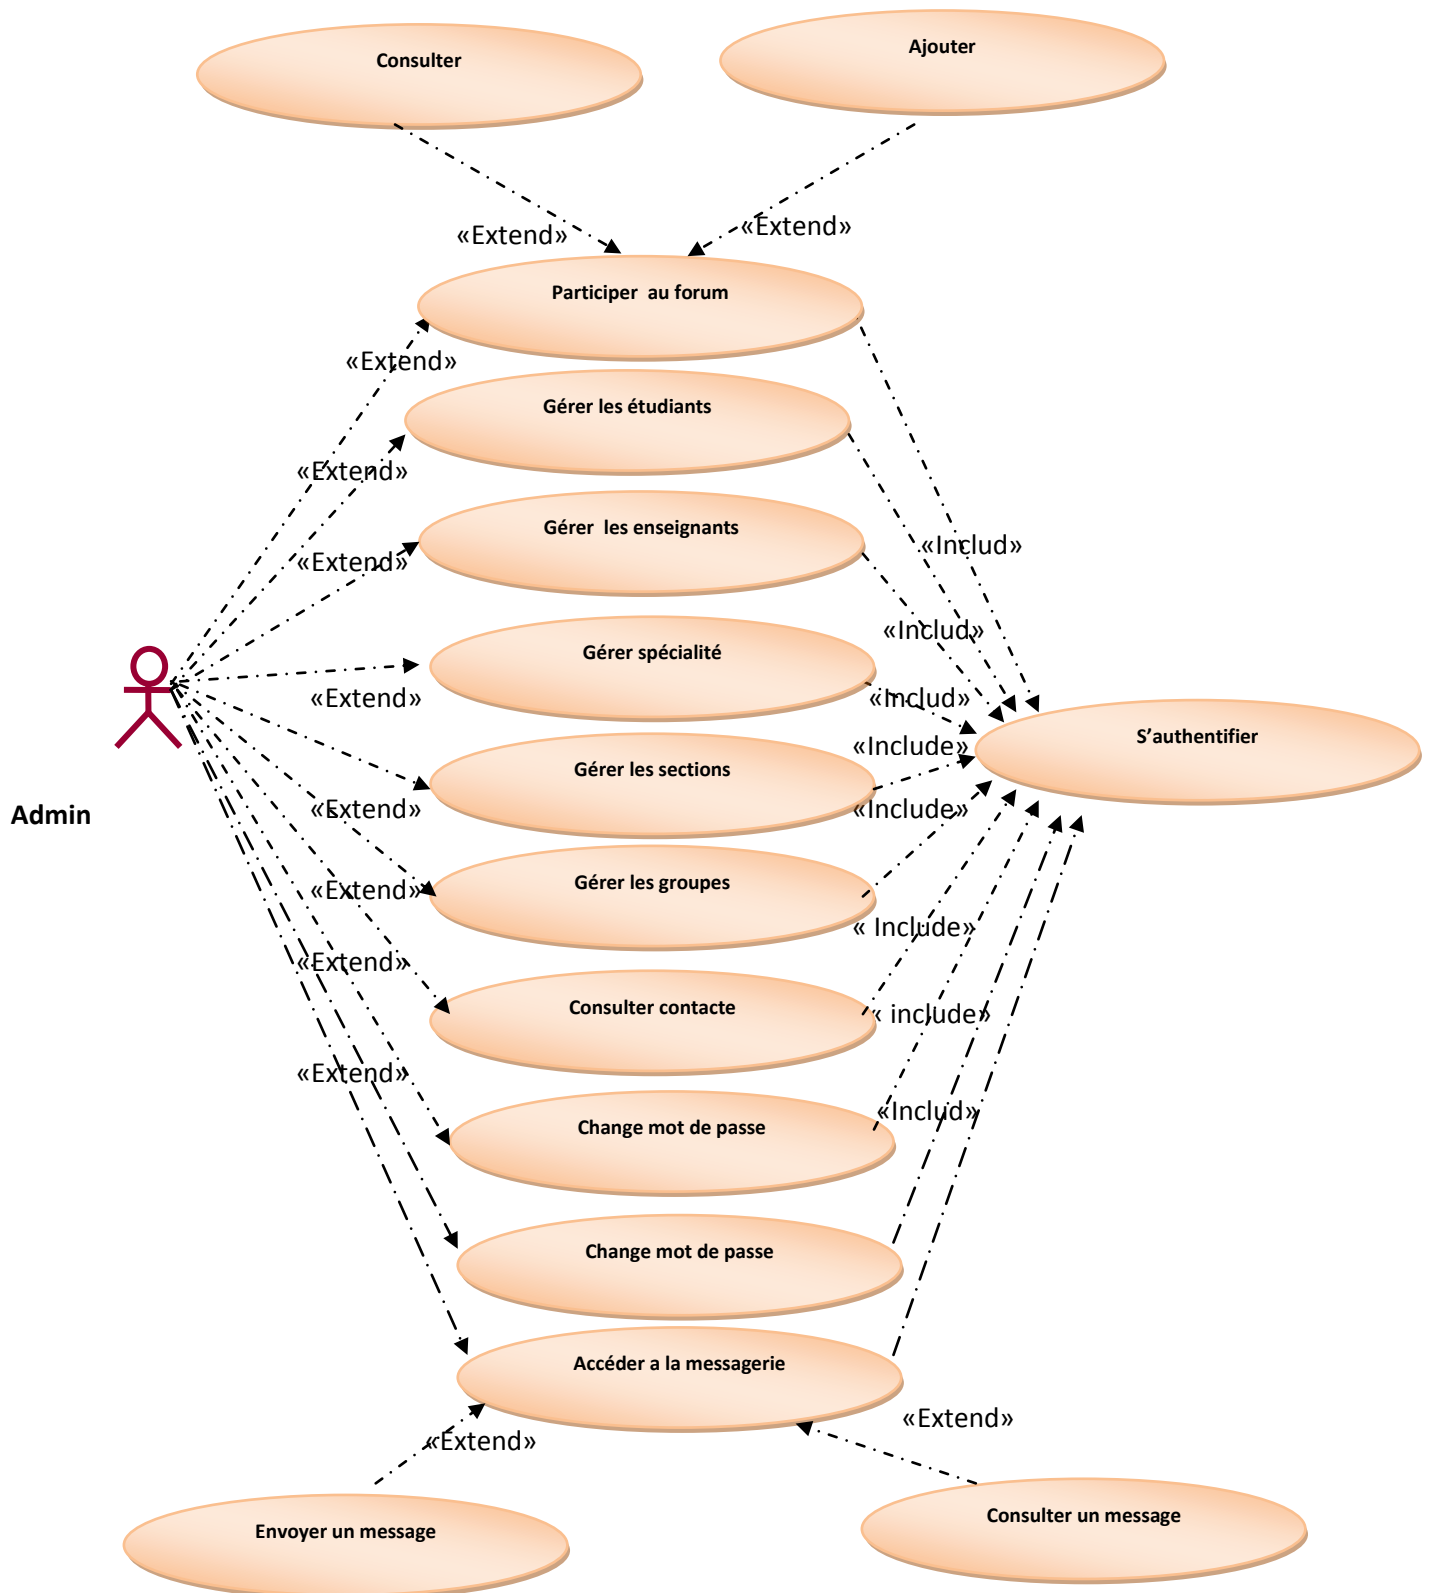 Consulter
Ajouter
«Extend»
«Extend»
Participer au forum
«Extend»
Gérer les étudiants
«Extend»
Gérer les enseignants
«Includ»
«Extend»
«Includ»
Gérer spécialité
«Extend»
«Includ»
S’authentifier
«Include»
Gérer les sections
«Extend»
«Include»
Admin
Gérer les groupes
«Extend»
« Include»
«Extend»
Consulter contacte
« include»
«Extend»
«Includ»
Change mot de passe
Change mot de passe
Accéder a la messagerie
«Extend»
«Extend»
Envoyer un message
Consulter un message